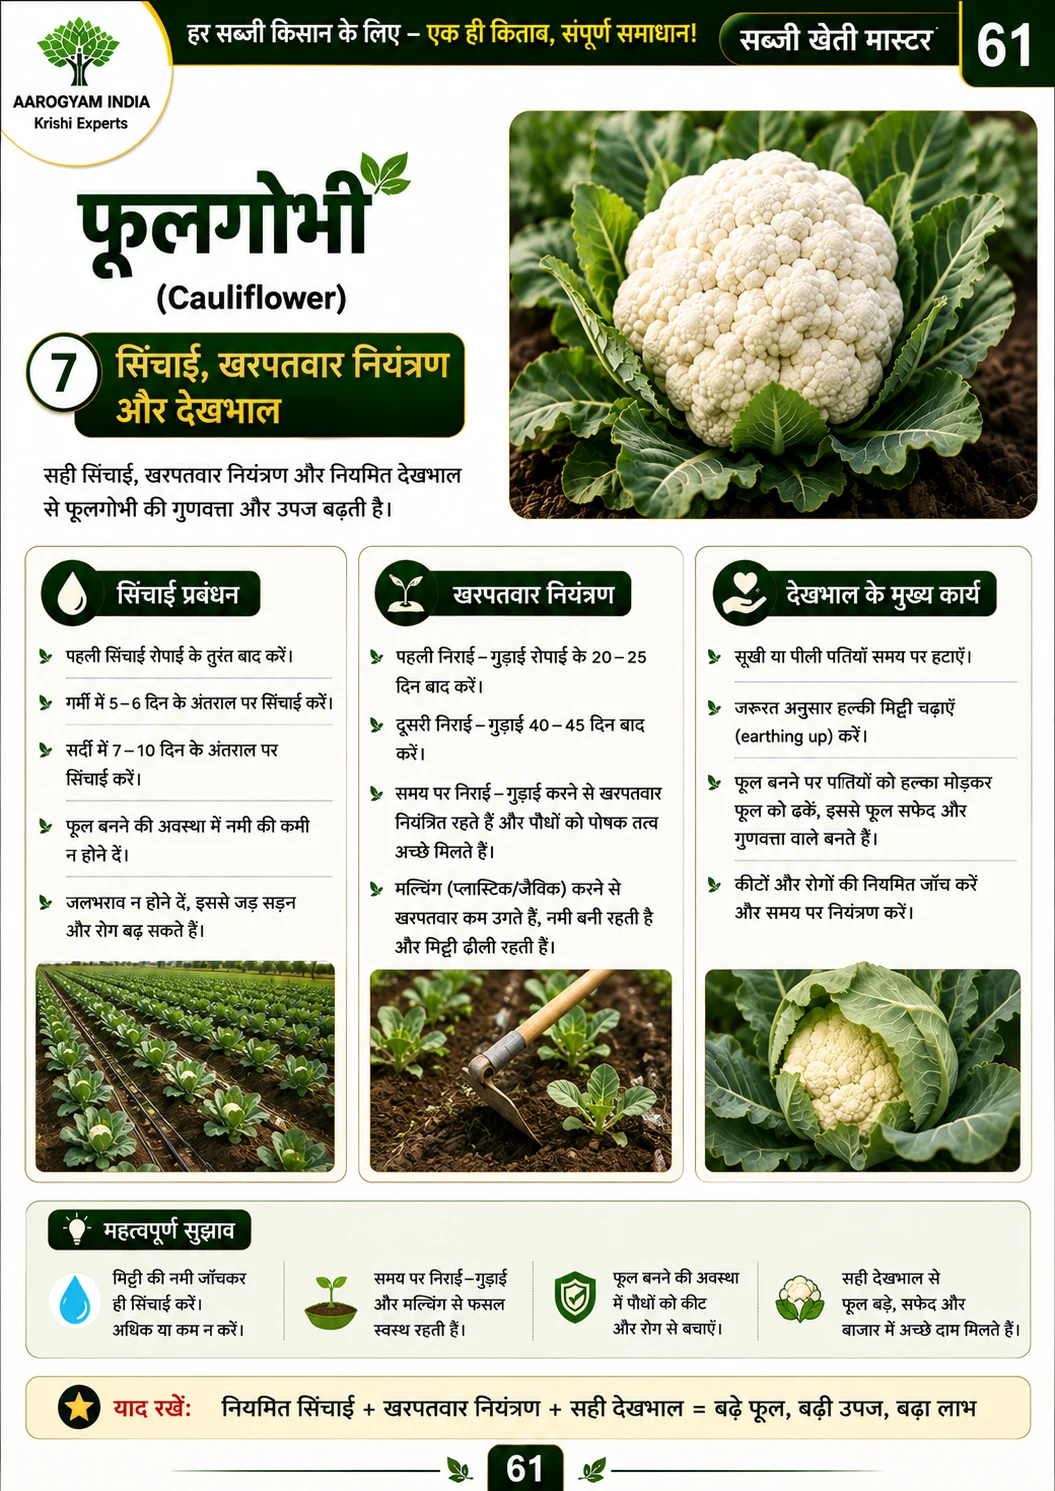 हर सब्जी किसान के लिए – एक ही किताब, संपूर्ण समाधान!
सब्जी खेती मास्टर
61
AAROGYAM INDIA
Krishi Experts
फूलगोभी
(Cauliflower)
7
सिंचाई, खरपतवार नियंत्रण
और देखभाल
सही सिंचाई, खरपतवार नियंत्रण और नियमित देखभाल
से फूलगोभी की गुणवत्ता और उपज बढ़ती है।
सिंचाई प्रबंधन
पहली सिंचाई रोपाई के तुरंत बाद करें।
गर्मी में 5–6 दिन के अंतराल पर सिंचाई करें।
सर्दी में 7–10 दिन के अंतराल पर
सिंचाई करें।
फूल बनने की अवस्था में नमी की कमी
न होने दें।
जलभराव न होने दें, इससे जड़ सड़न
और रोग बढ़ सकते हैं।
खरपतवार नियंत्रण
पहली निराई–गुड़ाई रोपाई के 20–25
दिन बाद करें।
दूसरी निराई–गुड़ाई 40–45 दिन बाद
करें।
समय पर निराई–गुड़ाई करने से खरपतवार
नियंत्रित रहते हैं और पौधों को पोषक तत्व
अच्छे मिलते हैं।
मल्चिंग (प्लास्टिक/जैविक) करने से
खरपतवार कम उगते हैं, नमी बनी रहती है
और मिट्टी ढीली रहती हैं।
देखभाल के मुख्य कार्य
सूखी या पीली पतियाँ समय पर हटाएँ।
जरूरत अनुसार हल्की मिट्टी चढ़ाएँ
(earthing up) करें।
फूल बनने पर पतियों को हल्का मोड़कर
फूल को ढकें, इससे फूल सफेद और
गुणवत्ता वाले बनते हैं।
कीटों और रोगों की नियमित जाँच करें
और समय पर नियंत्रण करें।
महत्वपूर्ण सुझाव
मिट्टी की नमी जाँचकर
ही सिंचाई करें।
अधिक या कम न करें।
समय पर निराई–गुड़ाई
और मल्चिंग से फसल
स्वस्थ रहती हैं।
फूल बनने की अवस्था
में पौधों को कीट
और रोग से बचाएँ।
सही देखभाल से
फूल बड़े, सफेद और
बाजार में अच्छे दाम मिलते हैं।
याद रखें: नियमित सिंचाई + खरपतवार नियंत्रण + सही देखभाल = बढ़े फूल, बढ़ी उपज, बढ़ा लाभ
61